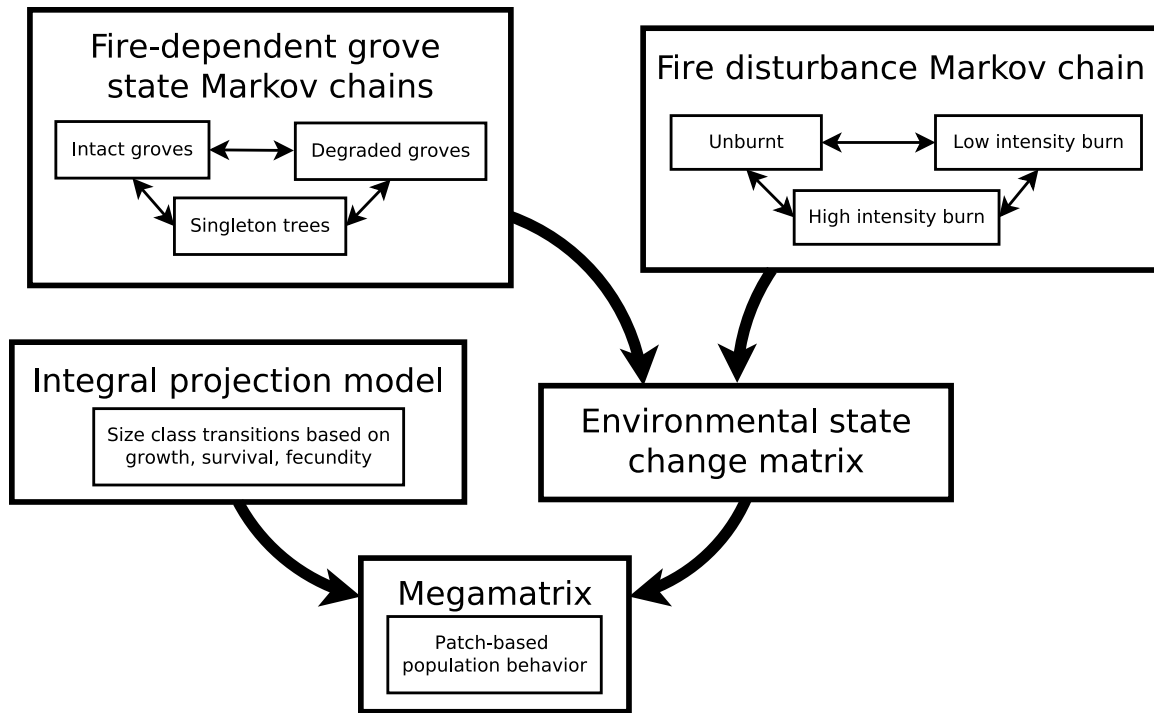 Fire-dependent grove
state Markov chains
Intact groves
Degraded groves
Singleton trees
Fire disturbance Markov chain
Unburnt
Low intensity burn
High intensity burn
Integral projection model
Size class transitions based on
growth, survival, fecundity
Environmental state
change matrix
Megamatrix
Patch-based
population behavior